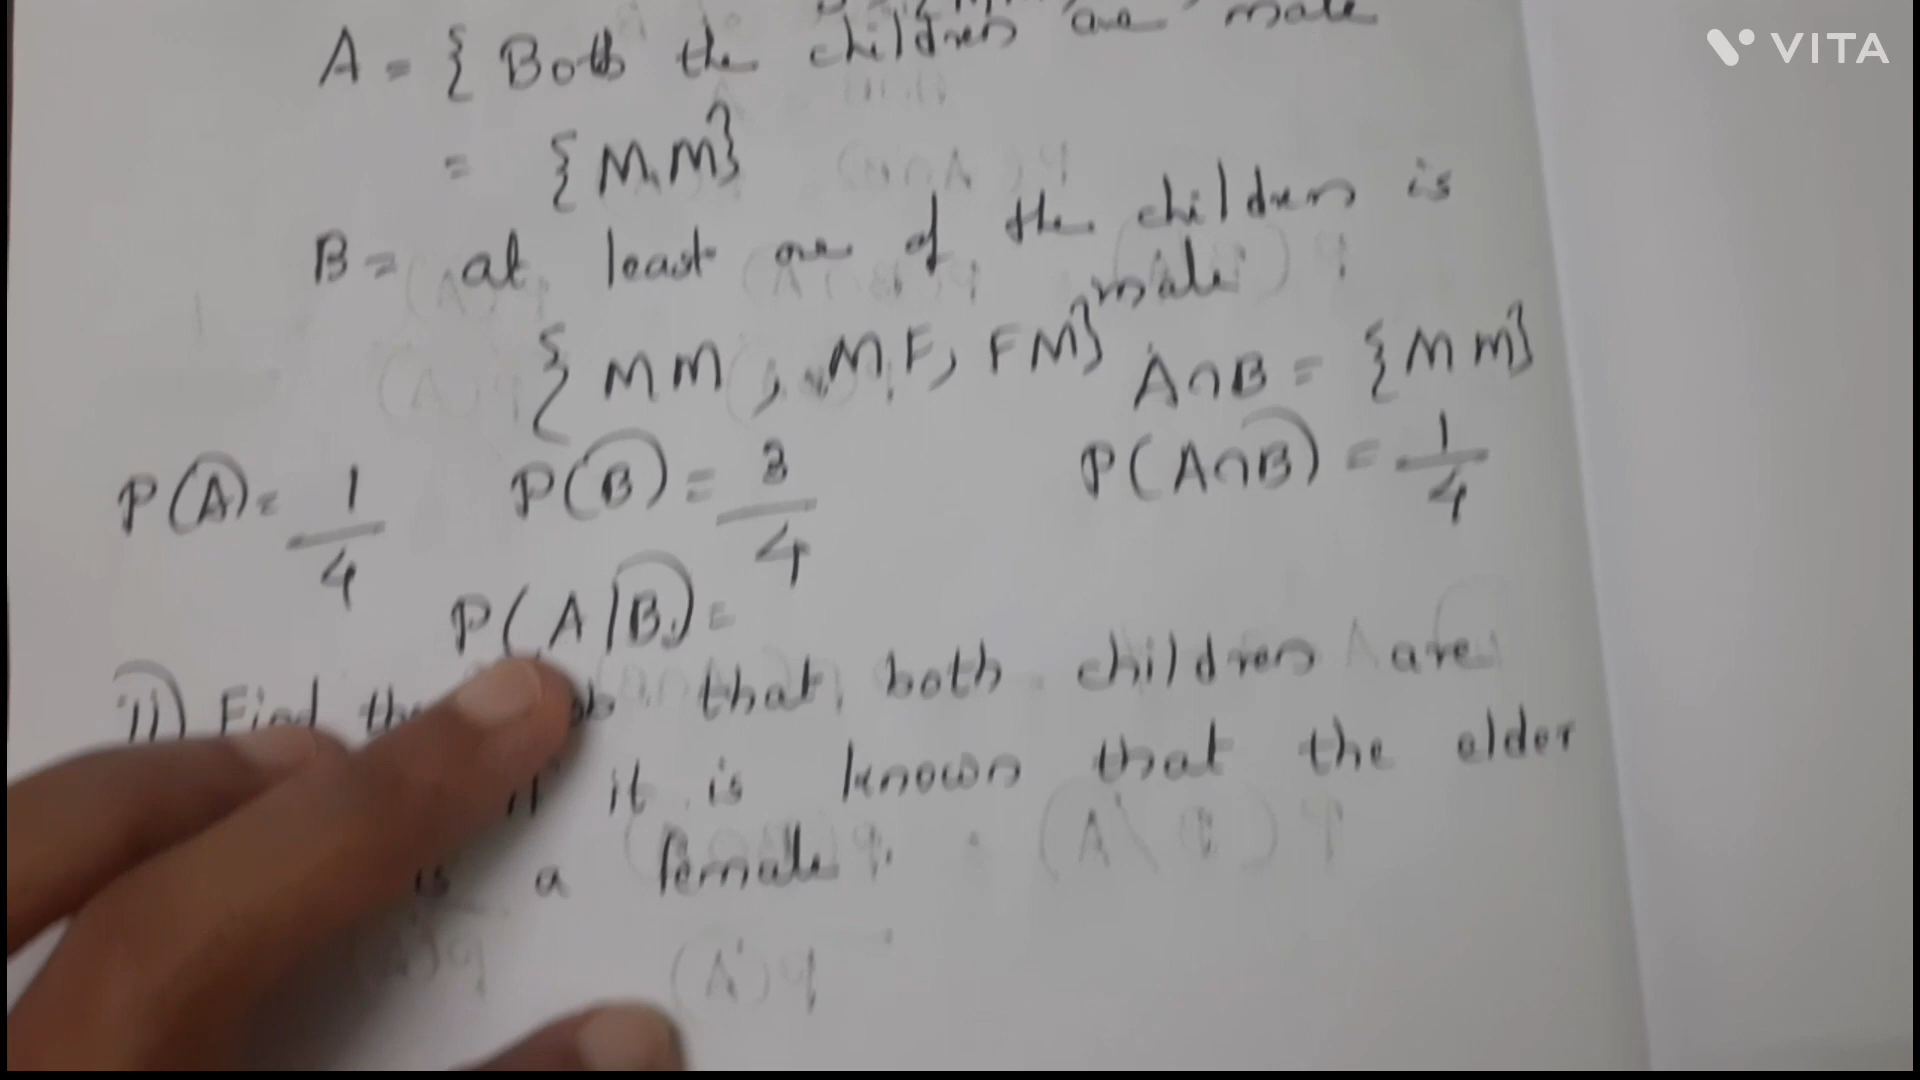 A = { Both the children are male
= {M.M}
B = at least one of the children is
male
{MM, MF, FM} A∩B = {MM}
P(A) = 1/4 P(B) = 3/4 P(A∩B) = 1/4
P(A|B) =
ii) Find the that both children are
it is known that the elder
is a female.
VITA